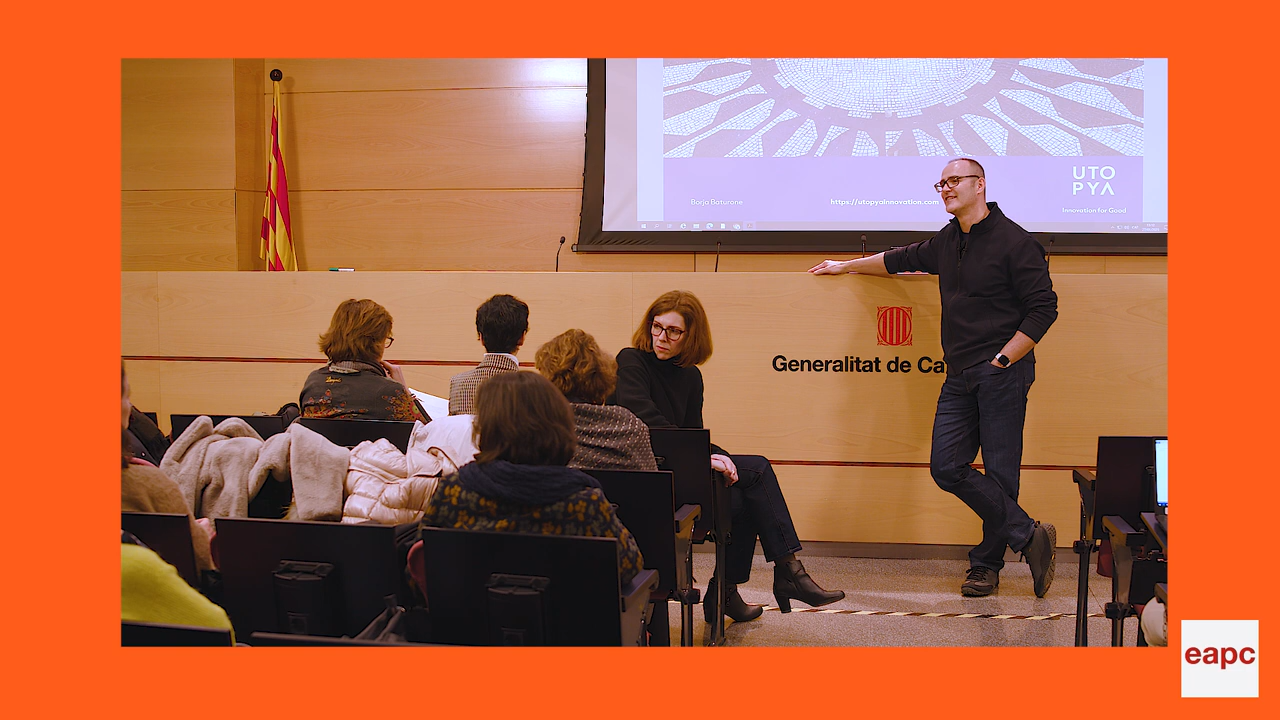 UTO
PYA
Borja Baturone
https://utopyainnovation.com
Innovation for Good
Generalitat de Ca
eapc